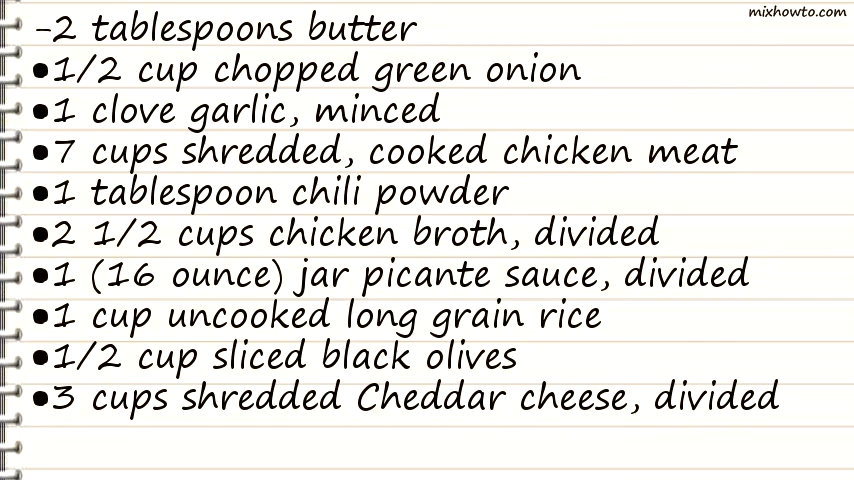 mixhowto.com
-2 tablespoons butter
•1/2 cup chopped green onion
•1 clove garlic, minced
•7 cups shredded, cooked chicken meat
•1 tablespoon chili powder
•2 1/2 cups chicken broth, divided
•1 (16 ounce) jar picante sauce, divided
•1 cup uncooked long grain rice
•1/2 cup sliced black olives
•3 cups shredded Cheddar cheese, divided